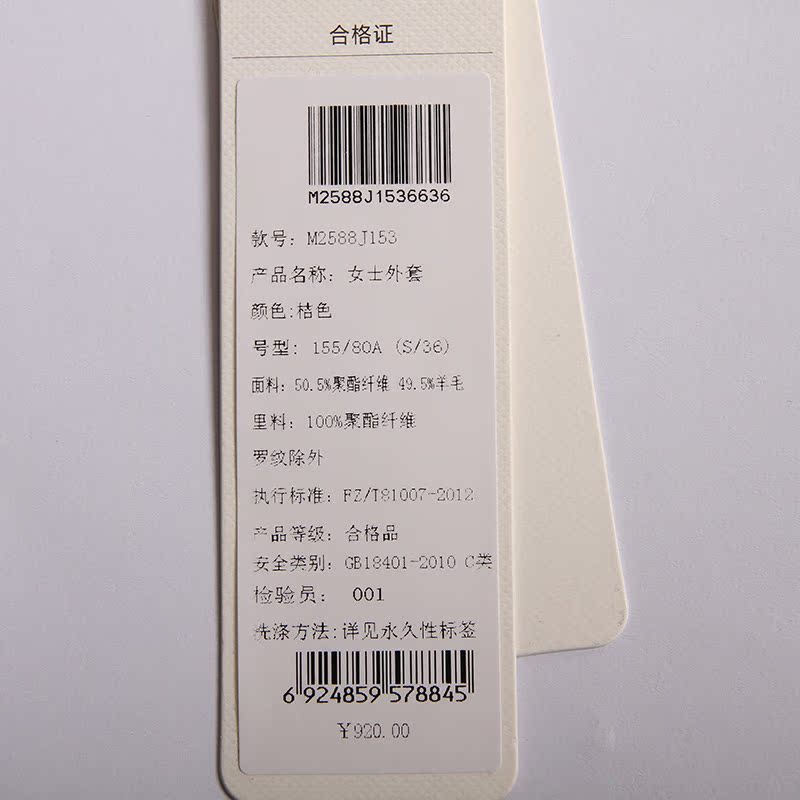 合格证
M2588J1536636
款号: M2588J153
产品名称: 女士外套
颜色:桔色
号型: 155/80A (S/36)
面料: 50.5%聚酯纤维 49.5%羊毛
里料: 100%聚酯纤维
罗纹除外
执行标准: FZ/T81007-2012
产品等级: 合格品
安全类别: GB18401-2010 C类
检验员: 001
洗涤方法:详见永久性标签
6 924859 578845
¥920.00